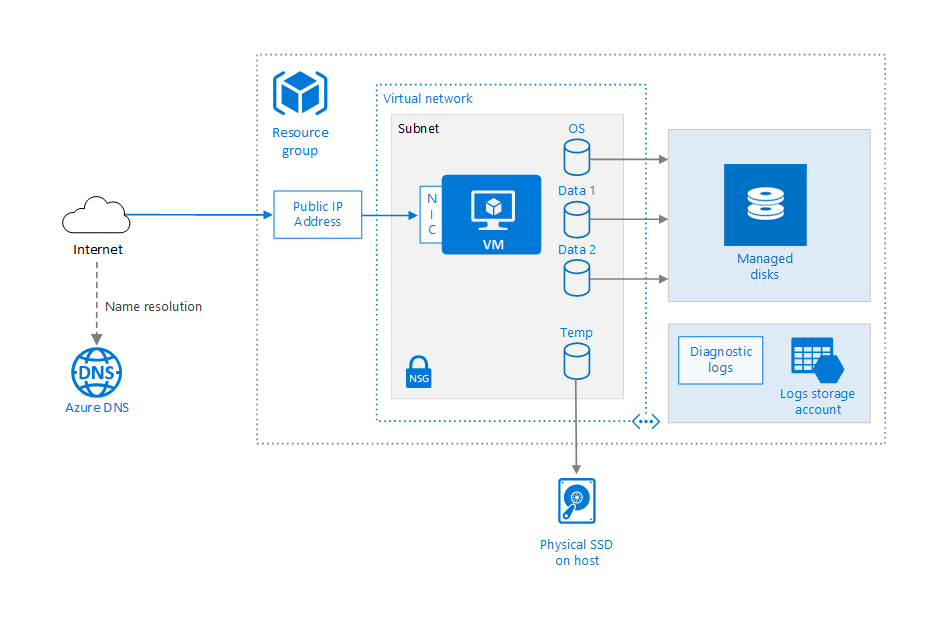 Resource
group
Virtual network
Subnet
OS
Data 1
Data 2
Temp
Public IP
Address
N
I
C
VM
NSG
Internet
Name resolution
DNS
Azure DNS
Managed
disks
Diagnostic
logs
Logs storage
account
Physical SSD
on host